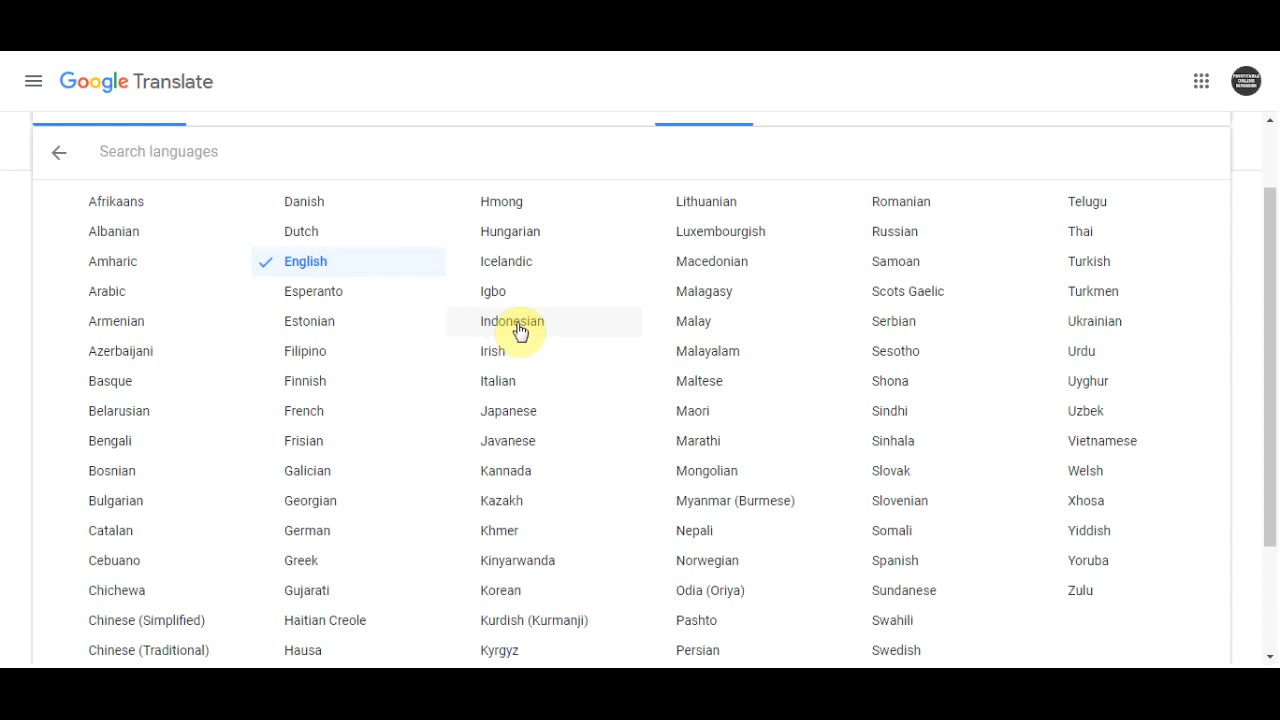 Google Translate
Search languages
Afrikaans Danish Hmong Lithuanian Romanian Telugu
Albanian Dutch Hungarian Luxembourgish Russian Thai
Amharic English Icelandic Macedonian Samoan Turkish
Arabic Esperanto Igbo Malagasy Scots Gaelic Turkmen
Armenian Estonian Indonesian Malay Serbian Ukrainian
Azerbaijani Filipino Irish Malayalam Sesotho Urdu
Basque Finnish Italian Maltese Shona Uyghur
Belarusian French Japanese Maori Sindhi Uzbek
Bengali Frisian Javanese Marathi Sinhala Vietnamese
Bosnian Galician Kannada Mongolian Slovak Welsh
Bulgarian Georgian Kazakh Myanmar (Burmese) Slovenian Xhosa
Catalan German Khmer Nepali Somali Yiddish
Cebuano Greek Kinyarwanda Norwegian Spanish Yoruba
Chichewa Gujarati Korean Odia (Oriya) Sundanese Zulu
Chinese (Simplified) Haitian Creole Kurdish (Kurmanji) Pashto Swahili
Chinese (Traditional) Hausa Kyrgyz Persian Swedish